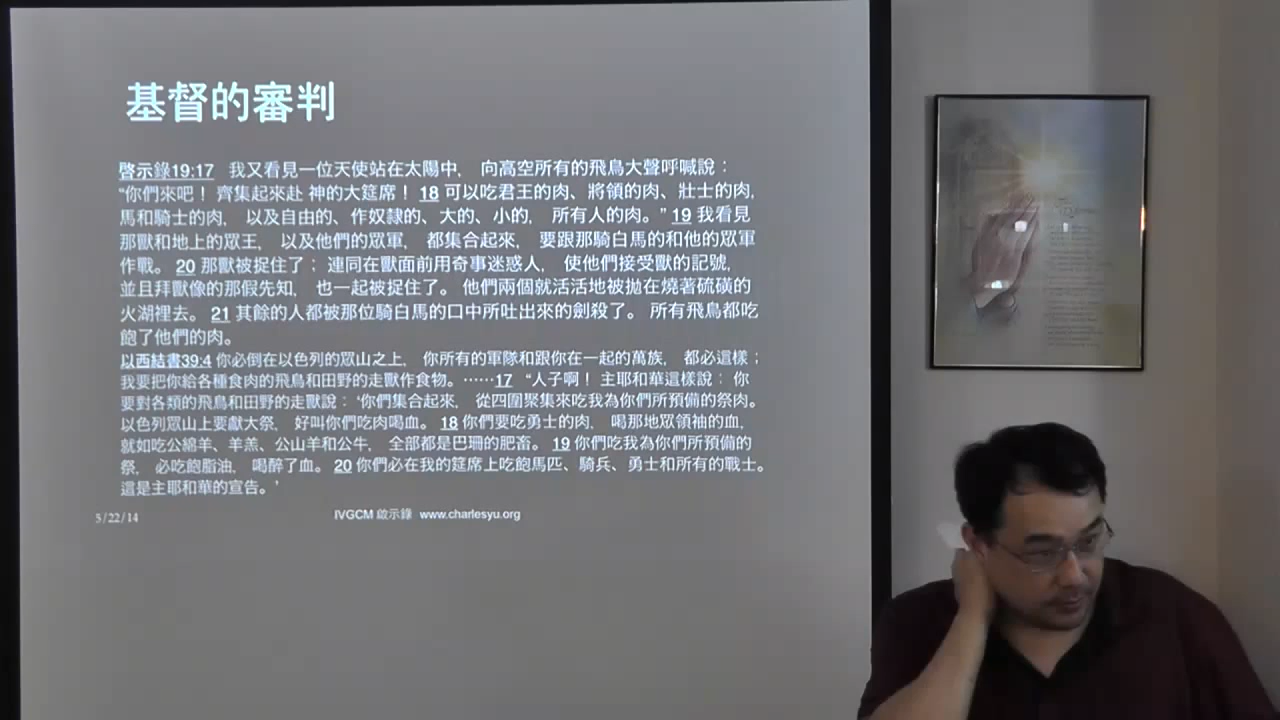 基督的審判
啓示錄19:17 我又看見一位天使站在太陽中， 向高空所有的飛鳥大聲呼喊說：
“你們來吧！ 齊集起來赴 神的大筵席！ 18 可以吃君王的肉、將領的肉、壯士的肉，
馬和騎士的肉， 以及自由的、作奴隸的、大的、小的， 所有人的肉。” 19 我看見
那獸和地上的眾王， 以及他們的眾軍， 都集合起來， 要跟那騎白馬的和他的眾軍
作戰。 20 那獸被捉住了； 連同在獸面前用奇事迷惑人， 使他們接受獸的記號，
並且拜獸像的那假先知， 也一起被捉住了。 他們兩個就活活地被拋在燒著硫磺的
火湖裡去。 21 其餘的人都被那位騎白馬的口中所吐出來的劍殺了。 所有飛鳥都吃
飽了他們的肉。
以西結書39:4 你必倒在以色列的眾山之上， 你所有的軍隊和跟你在一起的萬族， 都必這樣；
我要把你給各種食肉的飛鳥和田野的走獸作食物。……17 “人子啊！ 主耶和華這樣說： 你
要對各類的飛鳥和田野的走獸說： ‘你們集合起來， 從四圍聚集來吃我為你們所預備的祭肉。
以色列眾山上要獻大祭， 好叫你們吃肉喝血。 18 你們要吃勇士的肉， 喝那地眾領袖的血，
就如吃公綿羊、羊羔、公山羊和公牛， 全部都是巴珊的肥畜。 19 你們吃我為你們所預備的
祭， 必吃飽脂油， 喝醉了血。 20 你們必在我的筵席上吃飽馬匹、騎兵、勇士和所有的戰士。
這是主耶和華的宣告。’
5/22/14 IVGCM 啟示錄 www.charlesyu.org